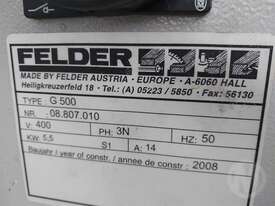 FELDER
MADE BY FELDER AUSTRIA - EUROPE - A-6060 HALL
Heiligkreuzerfeld 18 • Tel.: (A) 05223 / 5850 • Fax: 56130
TYPE: G 500
NR.: 08.807.010
V: 400 PH: 3N HZ: 50
KW: 5,5 S1 A: 14
Baujahr / year of constr. / année de constr.: 2008